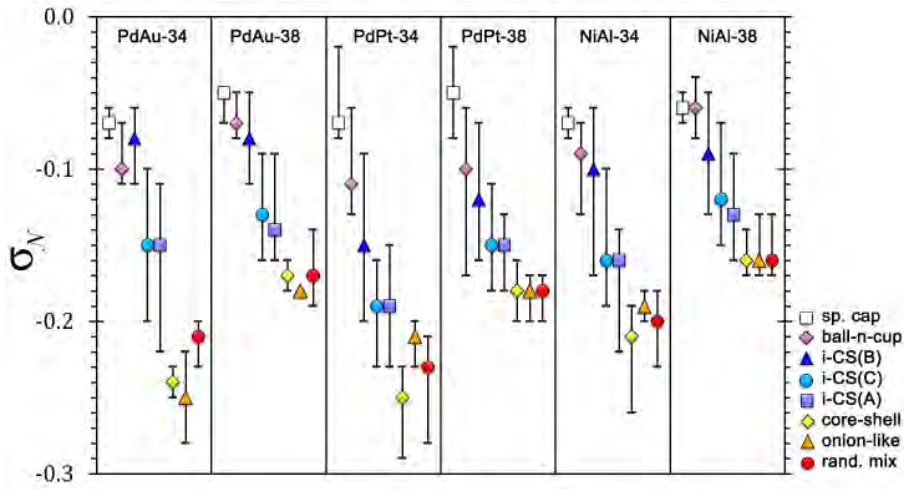 0.0
PdAu-34 PdAu-38 PdPt-34 PdPt-38 NiAl-34 NiAl-38
-0.1
σN
-0.2
-0.3
sp. cap
ball-n-cup
i-CS(B)
i-CS(C)
i-CS(A)
core-shell
onion-like
rand. mix